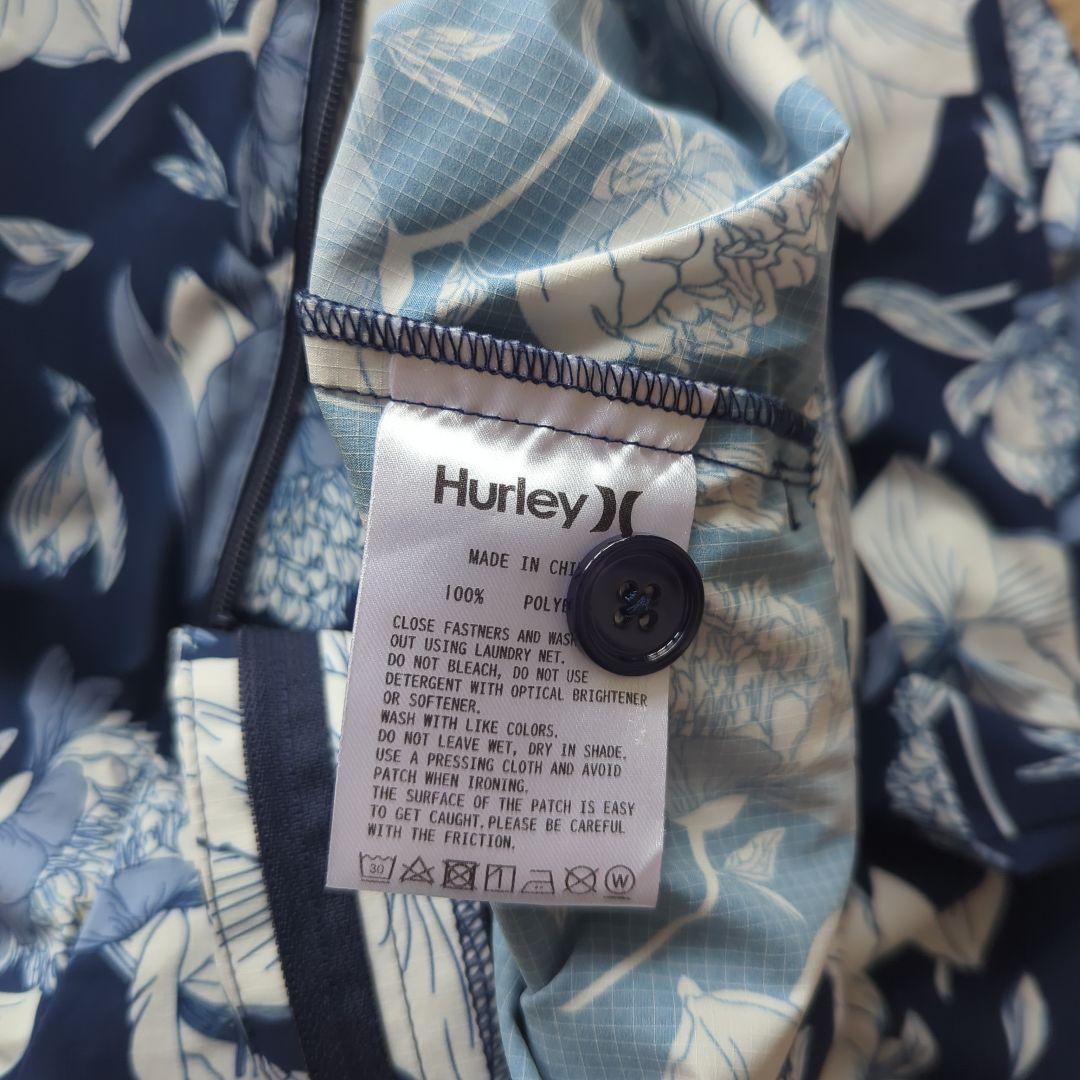 Hurley
MADE IN
100%
CLOSE FASTNERS AND
OUT USING LAUNDRY NET.
DO NOT BLEACH, DO NOT USE
DETERGENT WITH OPTICAL BRIGHTENER
OR SOFTENER.
WASH WITH LIKE COLORS.
DO NOT LEAVE WET, DRY IN SHADE.
USE A PRESSING CLOTH AND AVOID
PATCH WHEN IRONING.
THE SURFACE OF THE PATCH IS EASY
TO GET CAUGHT.PLEASE BE CAREFUL
WITH THE FRICTION.
30 W